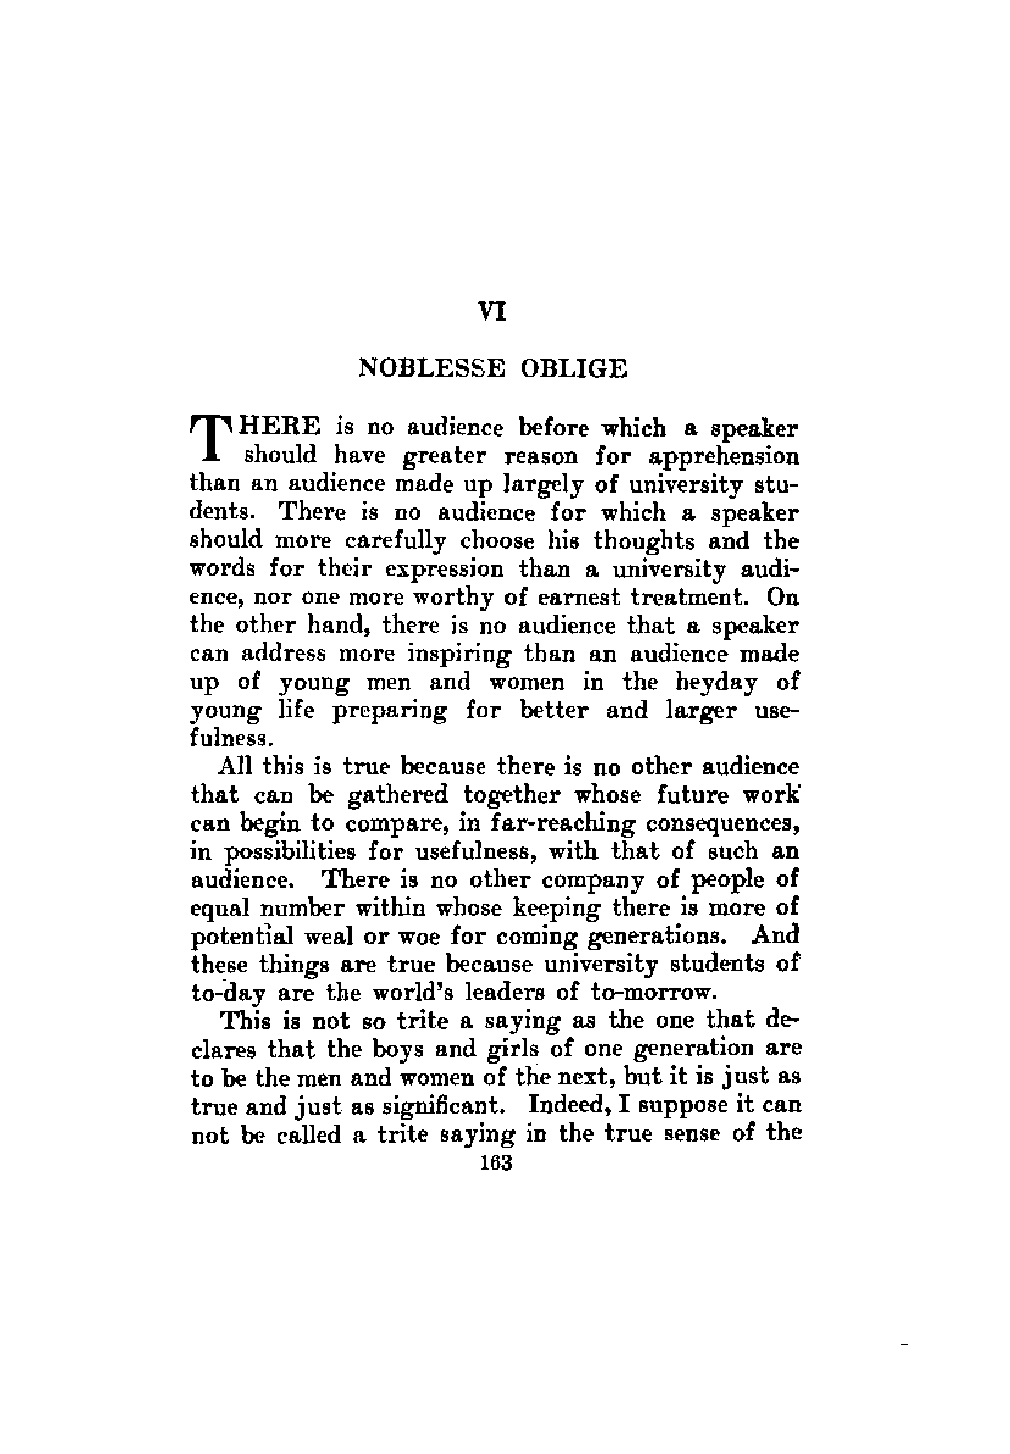 VI
NOBLESSE OBLIGE
THERE is no audience before which a speaker
should have greater reason for apprehension
than an audience made up largely of university stu-
dents. There is no audience for which a speaker
should more carefully choose his thoughts and the
words for their expression than a university audi-
ence, nor one more worthy of earnest treatment. On
the other hand, there is no audience that a speaker
can address more inspiring than an audience made
up of young men and women in the heyday of
young life preparing for better and larger use-
fulness.
All this is true because there is no other audience
that can be gathered together whose future work
can begin to compare, in far-reaching consequences,
in possibilities for usefulness, with that of such an
audience. There is no other company of people of
equal number within whose keeping there is more of
potential weal or woe for coming generations. And
these things are true because university students of
to-day are the world's leaders of to-morrow.
This is not so trite a saying as the one that de-
clares that the boys and girls of one generation are
to be the men and women of the next, but it is just as
true and just as significant. Indeed, I suppose it can
not be called a trite saying in the true sense of the
163